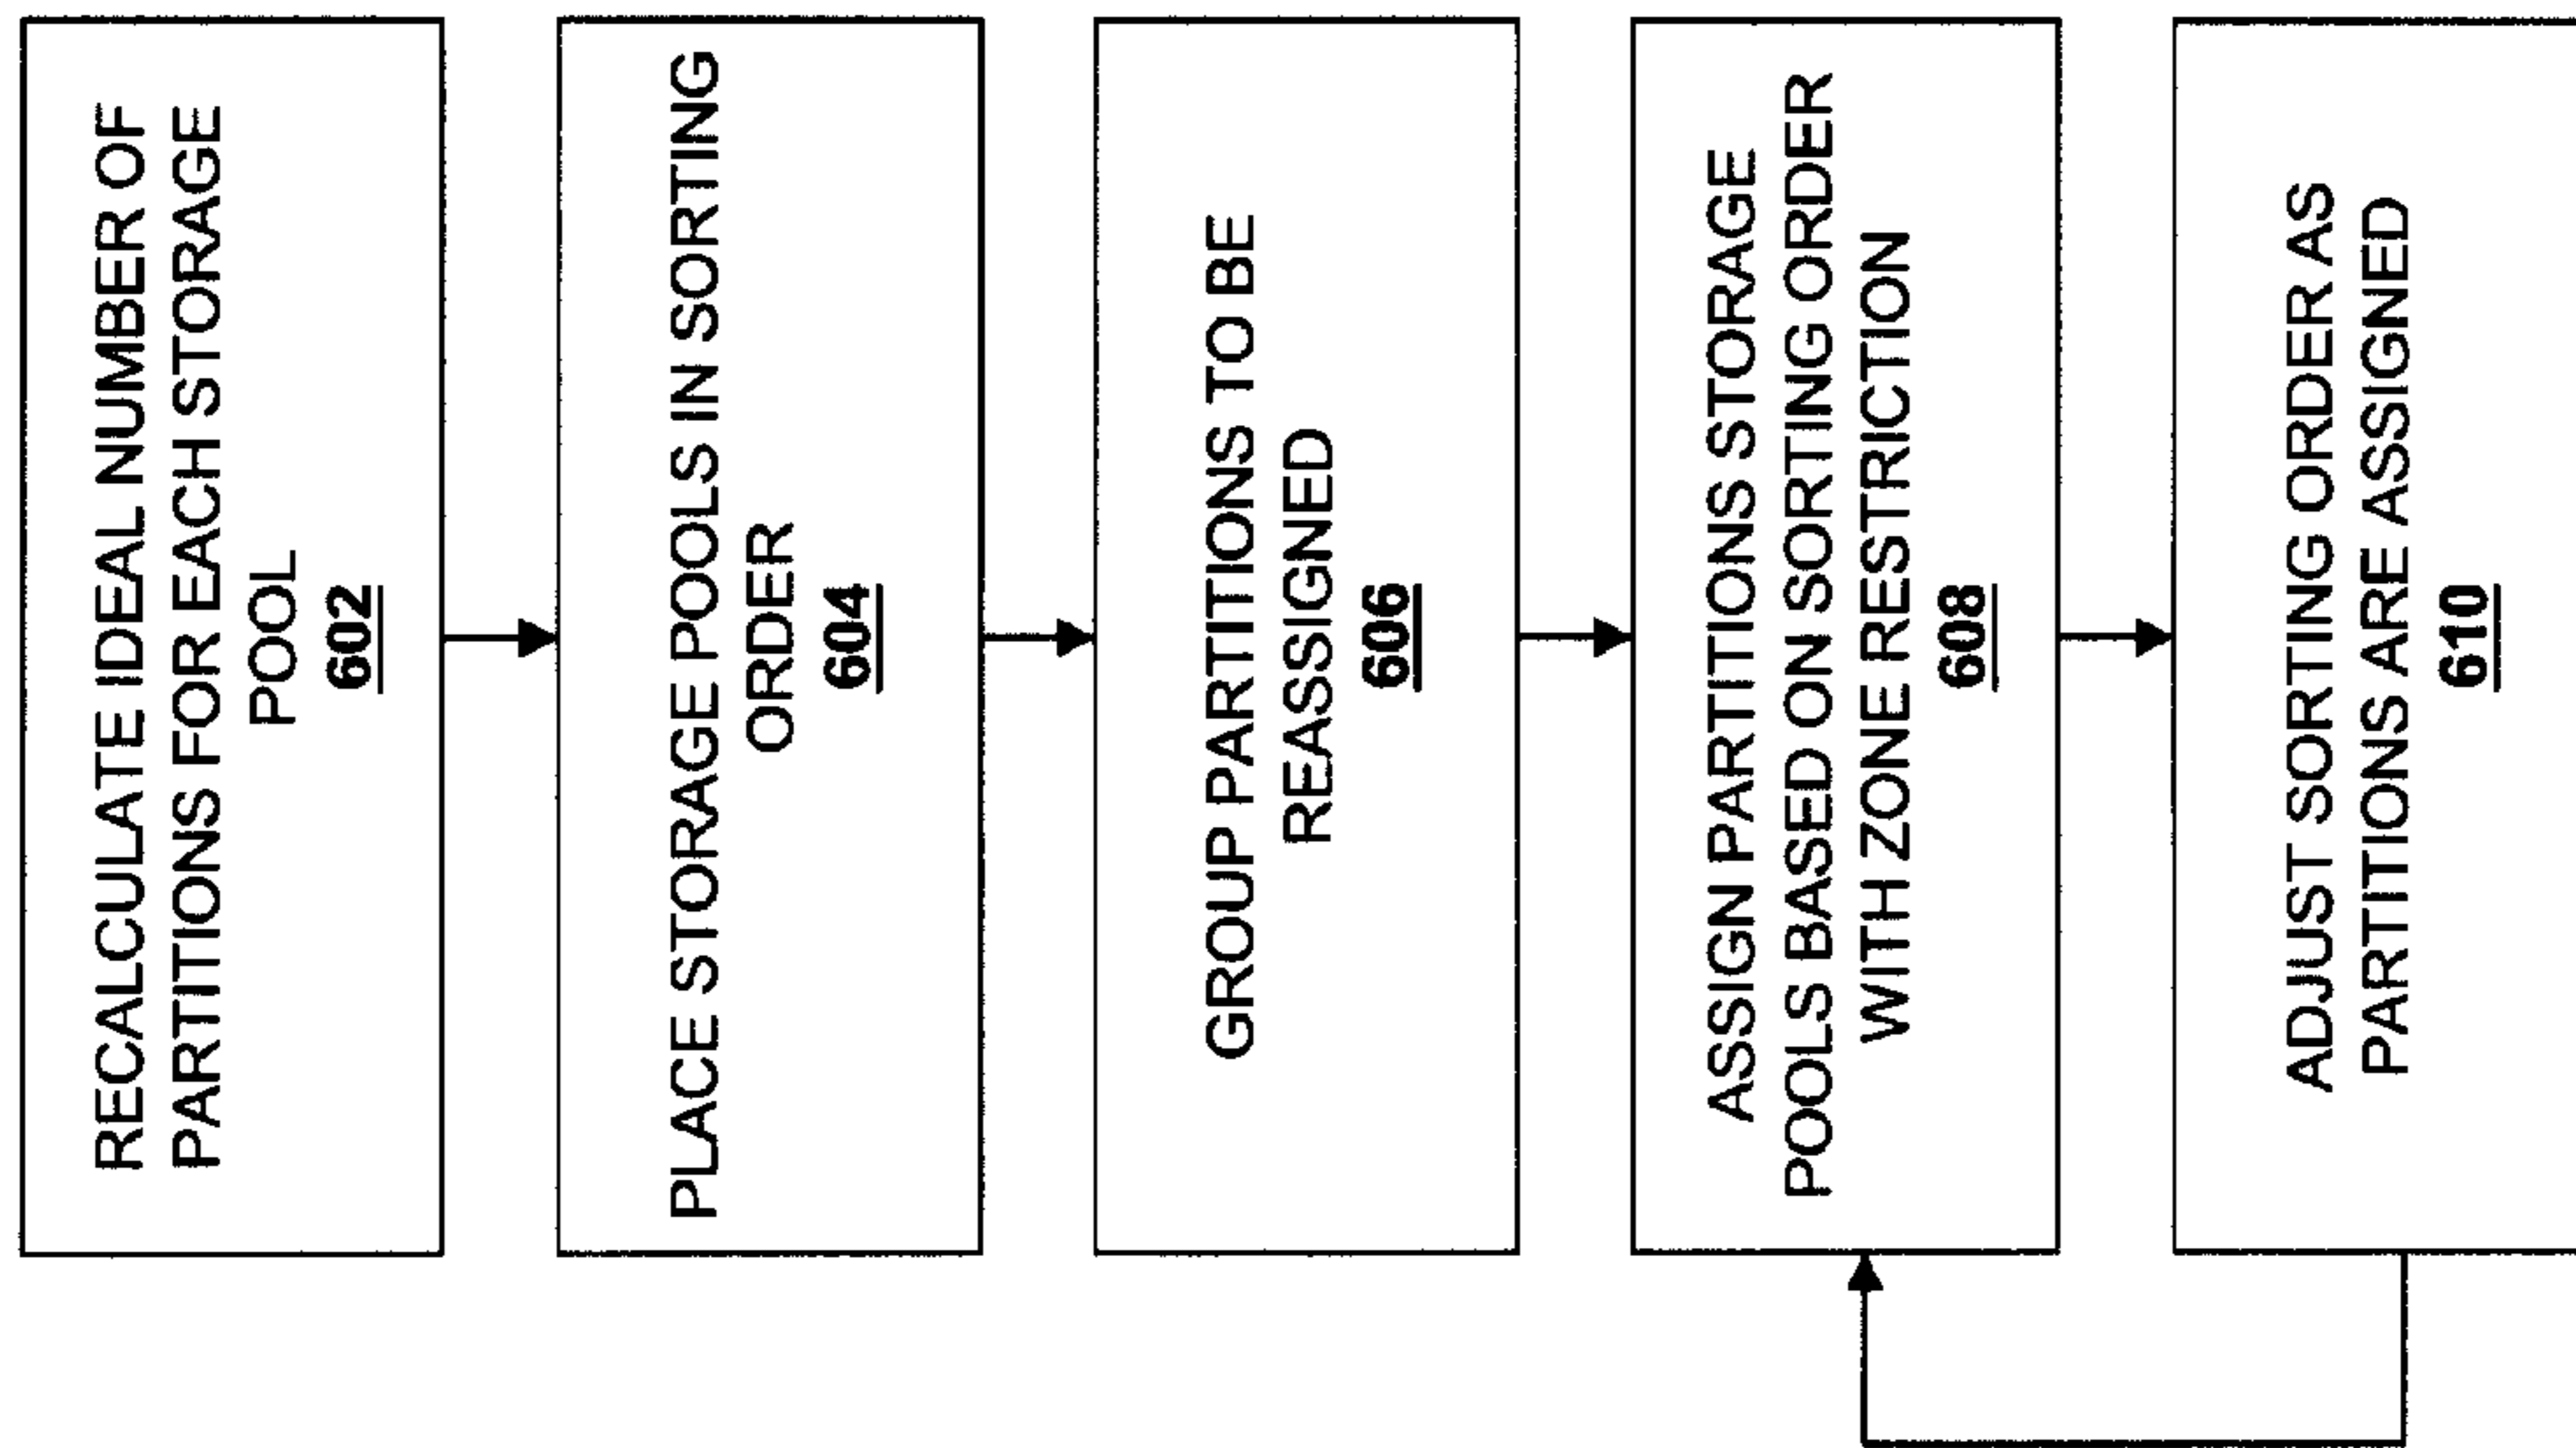 RECALCULATE IDEAL NUMBER OF
PARTITIONS FOR EACH STORAGE
POOL
602
PLACE STORAGE POOLS IN SORTING
ORDER
604
GROUP PARTITIONS TO BE
REASSIGNED
606
ASSIGN PARTITIONS STORAGE
POOLS BASED ON SORTING ORDER
WITH ZONE RESTRICTION
608
ADJUST SORTING ORDER AS
PARTITIONS ARE ASSIGNED
610